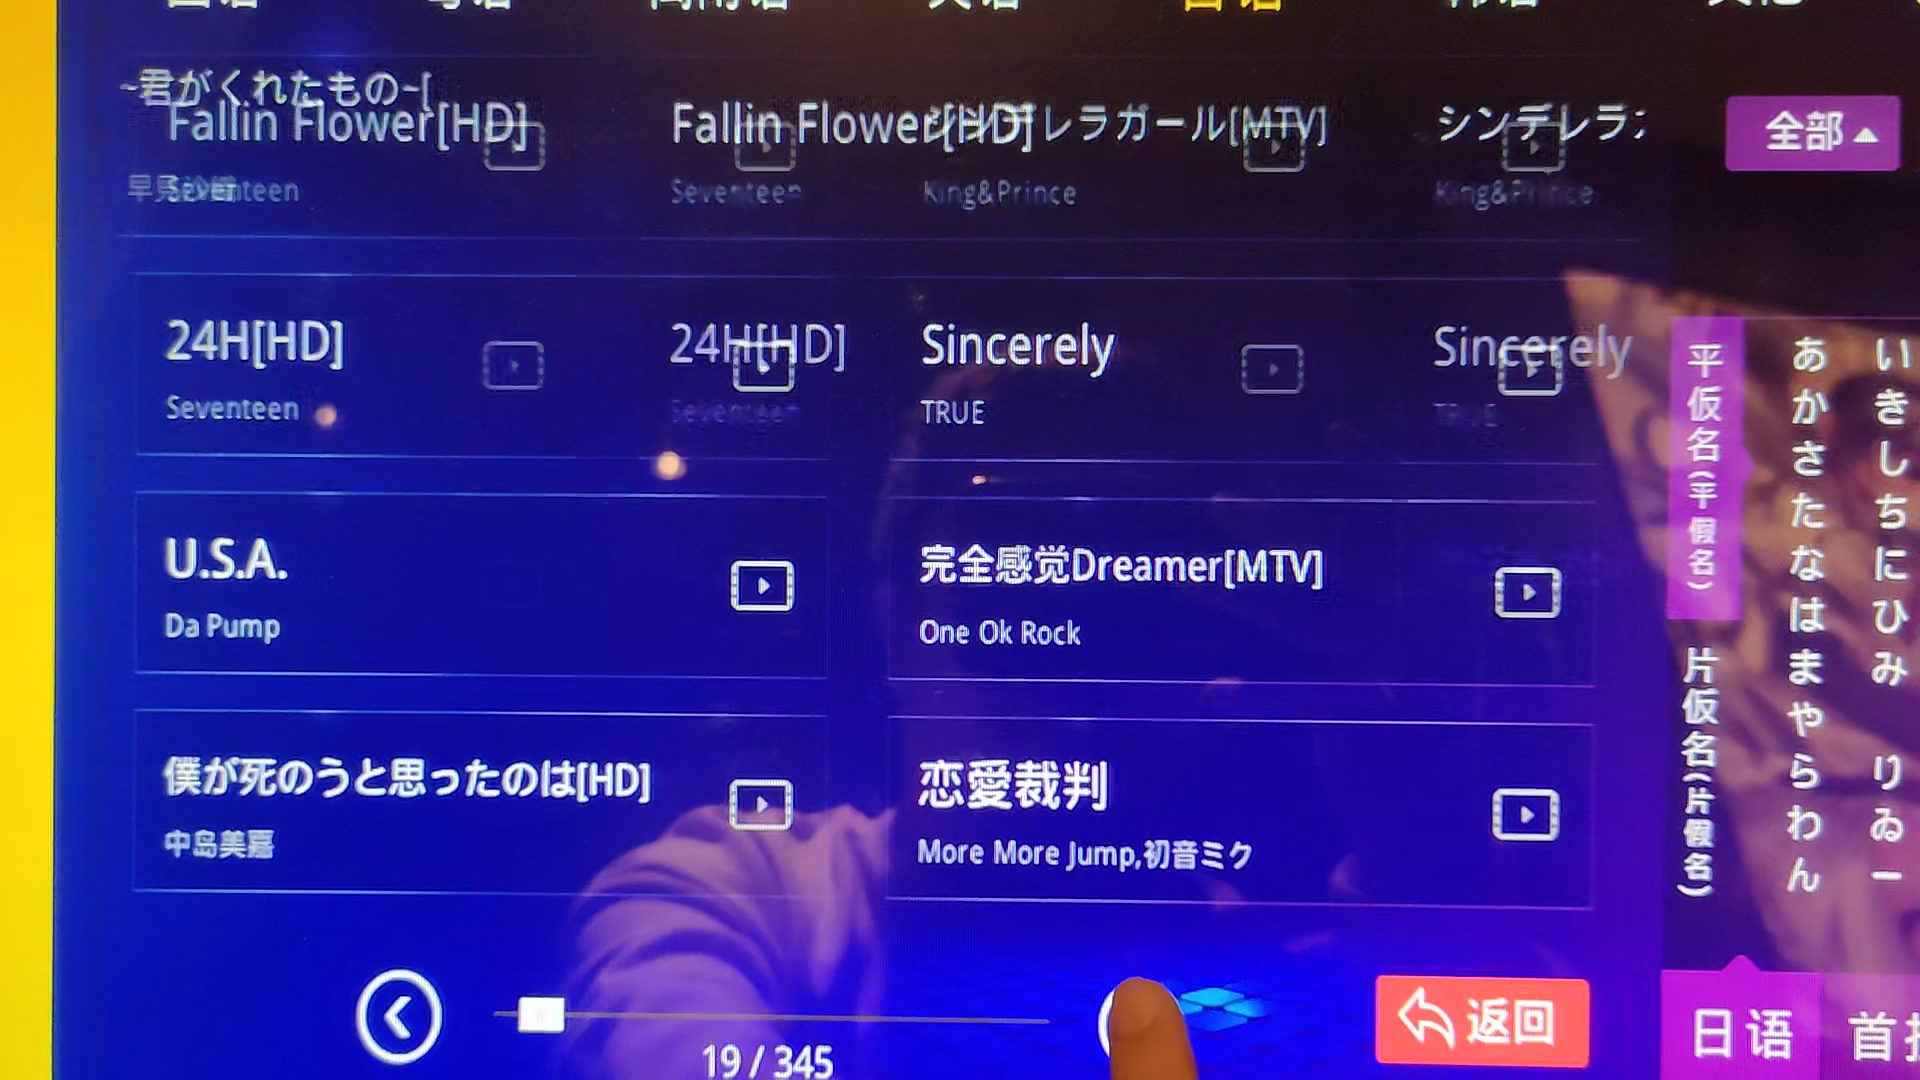 ~君がくれたもの~[
Fallin Flower[HD]
Seventeen
Fallin Flower[HD]
Seventeen
シンデレラガール[MTV]
King&Prince
シンデレラ
King&Prince
全部
24H[HD]
Seventeen
24H[HD]
Seventeen
Sincerely
TRUE
Sincerely
TRUE
U.S.A.
Da Pump
完全感觉Dreamer[MTV]
One Ok Rock
僕が死のうと思ったのは[HD]
中岛美嘉
恋愛裁判
More More Jump,初音ミク
平仮名(平假名)
片仮名(片假名)
あかさたなはまやらわん
いきしちにひみ りゐー
19 / 345
返回
日语
首